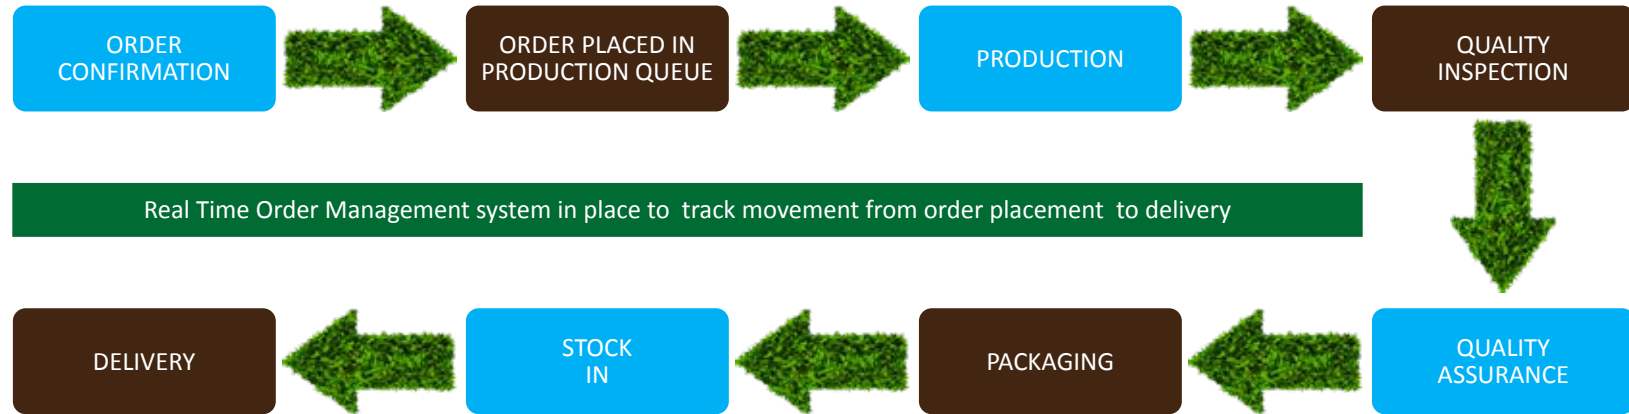 ORDER
CONFIRMATION
ORDER PLACED IN
PRODUCTION QUEUE
PRODUCTION
QUALITY
INSPECTION
Real Time Order Management system in place to  track movement from order placement  to delivery
DELIVERY
STOCK
IN
PACKAGING
QUALITY
ASSURANCE